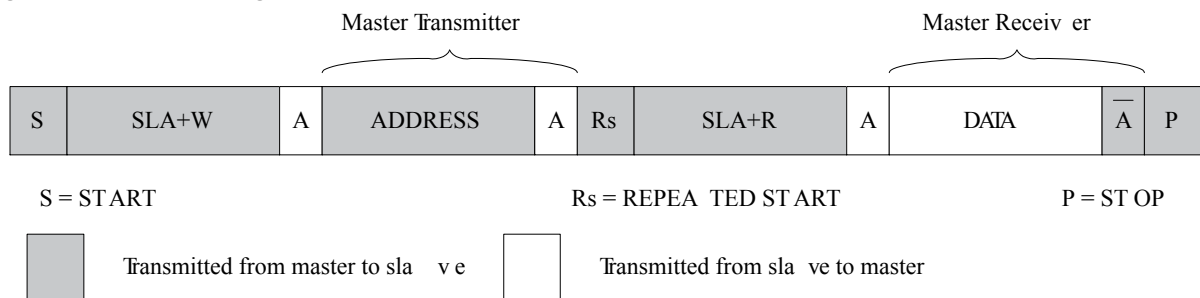 Master Transmitter Master Receiv er
S SLA+W A ADDRESS A Rs SLA+R A DATA A̅ P
S = ST ART Rs = REPEA TED ST ART P = ST OP
Transmitted from master to sla v e Transmitted from sla ve to master